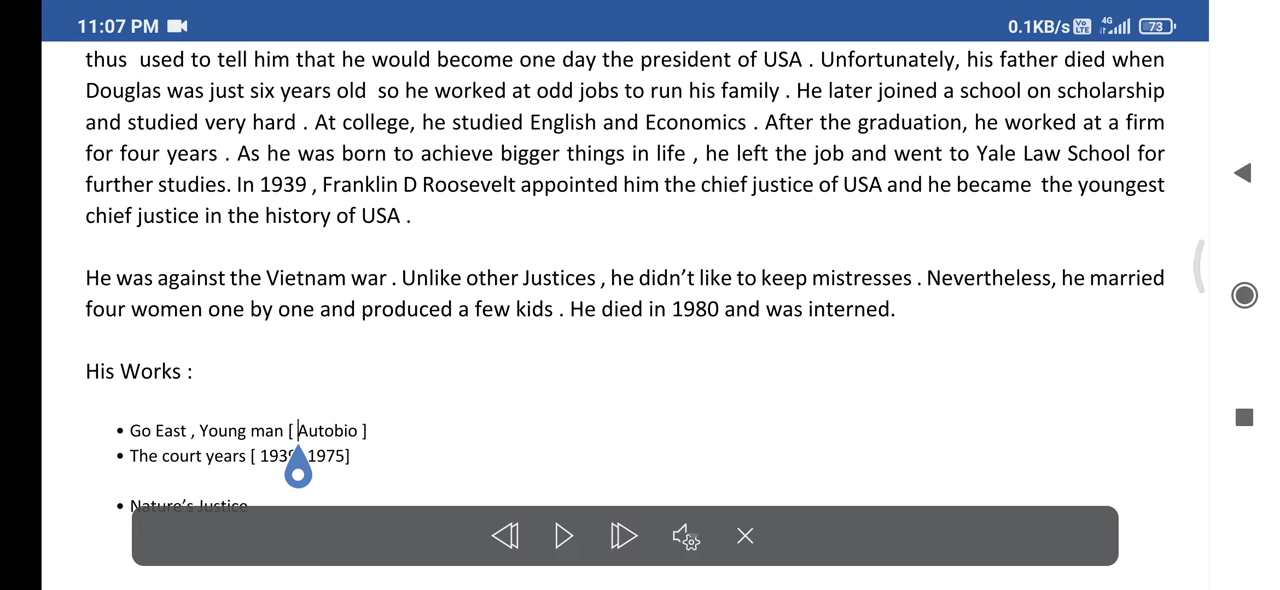 11:07 PM
0.1KB/s Vo LTE 4G 73
thus used to tell him that he would become one day the president of USA . Unfortunately, his father died when
Douglas was just six years old so he worked at odd jobs to run his family . He later joined a school on scholarship
and studied very hard . At college, he studied English and Economics . After the graduation, he worked at a firm
for four years . As he was born to achieve bigger things in life , he left the job and went to Yale Law School for
further studies. In 1939 , Franklin D Roosevelt appointed him the chief justice of USA and he became the youngest
chief justice in the history of USA .
He was against the Vietnam war . Unlike other Justices , he didn’t like to keep mistresses . Nevertheless, he married
four women one by one and produced a few kids . He died in 1980 and was interned.
His Works :
• Go East , Young man [ Autobio ]
• The court years [ 1939 1975]
• Nature’s Justice